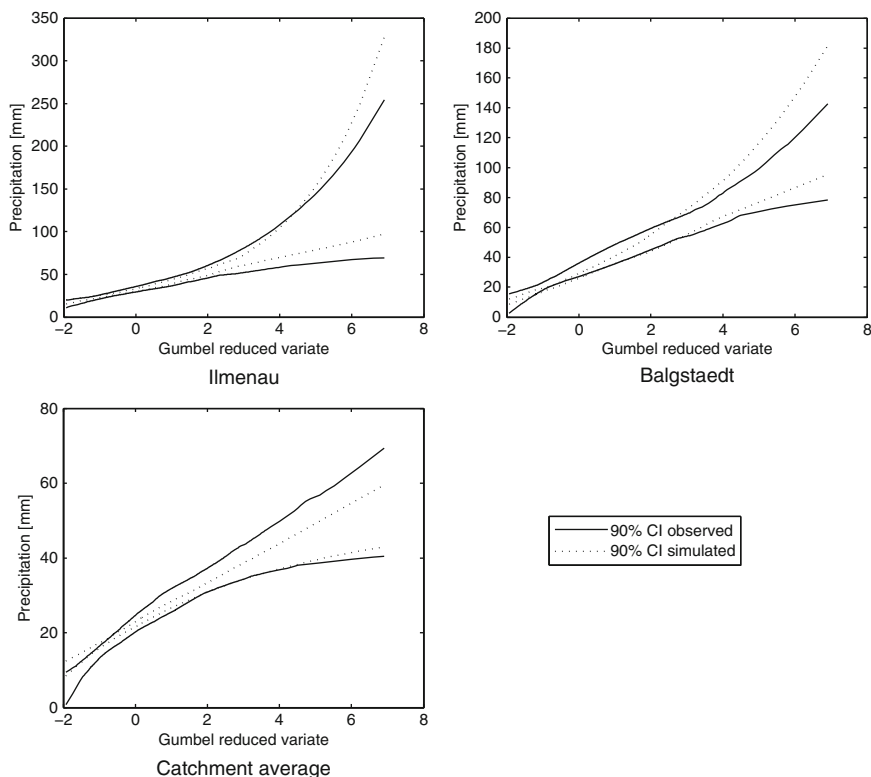 350
300
250
200
150
100
50
0
Precipitation [mm]
−2 0 2 4 6 8
Gumbel reduced variate
Ilmenau
200
180
160
140
120
100
80
60
40
20
0
Precipitation [mm]
−2 0 2 4 6 8
Gumbel reduced variate
Balgstaedt
80
60
40
20
0
Precipitation [mm]
−2 0 2 4 6 8
Gumbel reduced variate
Catchment average
90% CI observed
90% CI simulated